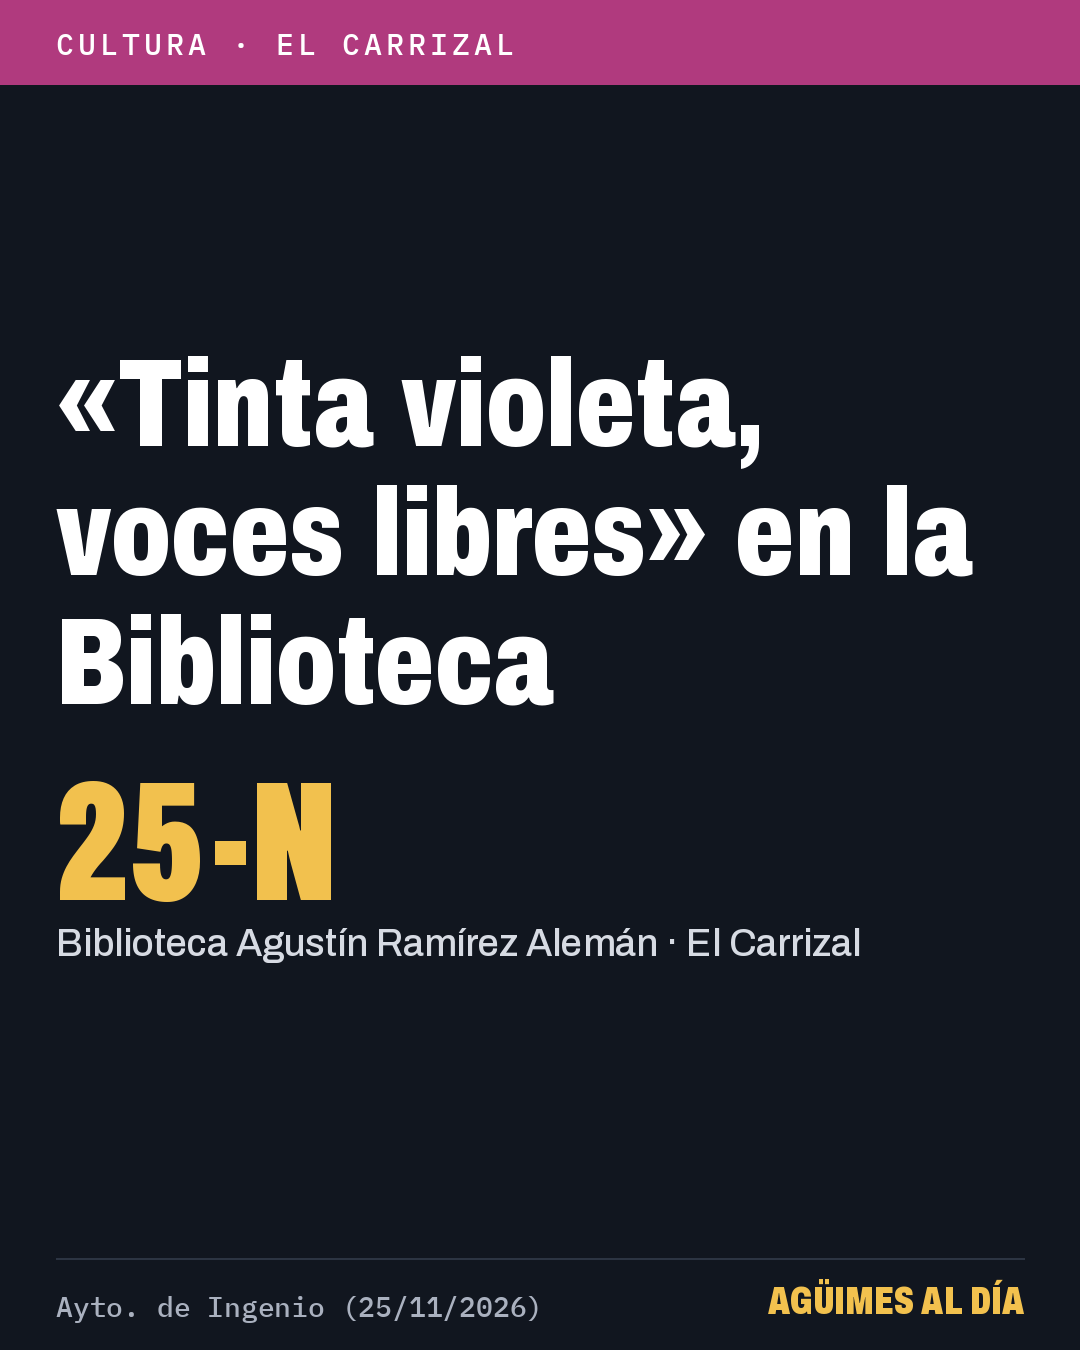 CULTURA · EL CARRIZAL
«Tinta violeta,
voces libres» en la
Biblioteca
25-N
Biblioteca Agustín Ramírez Alemán · El Carrizal
Ayto. de Ingenio (25/11/2026)
AGÜIMES AL DÍA